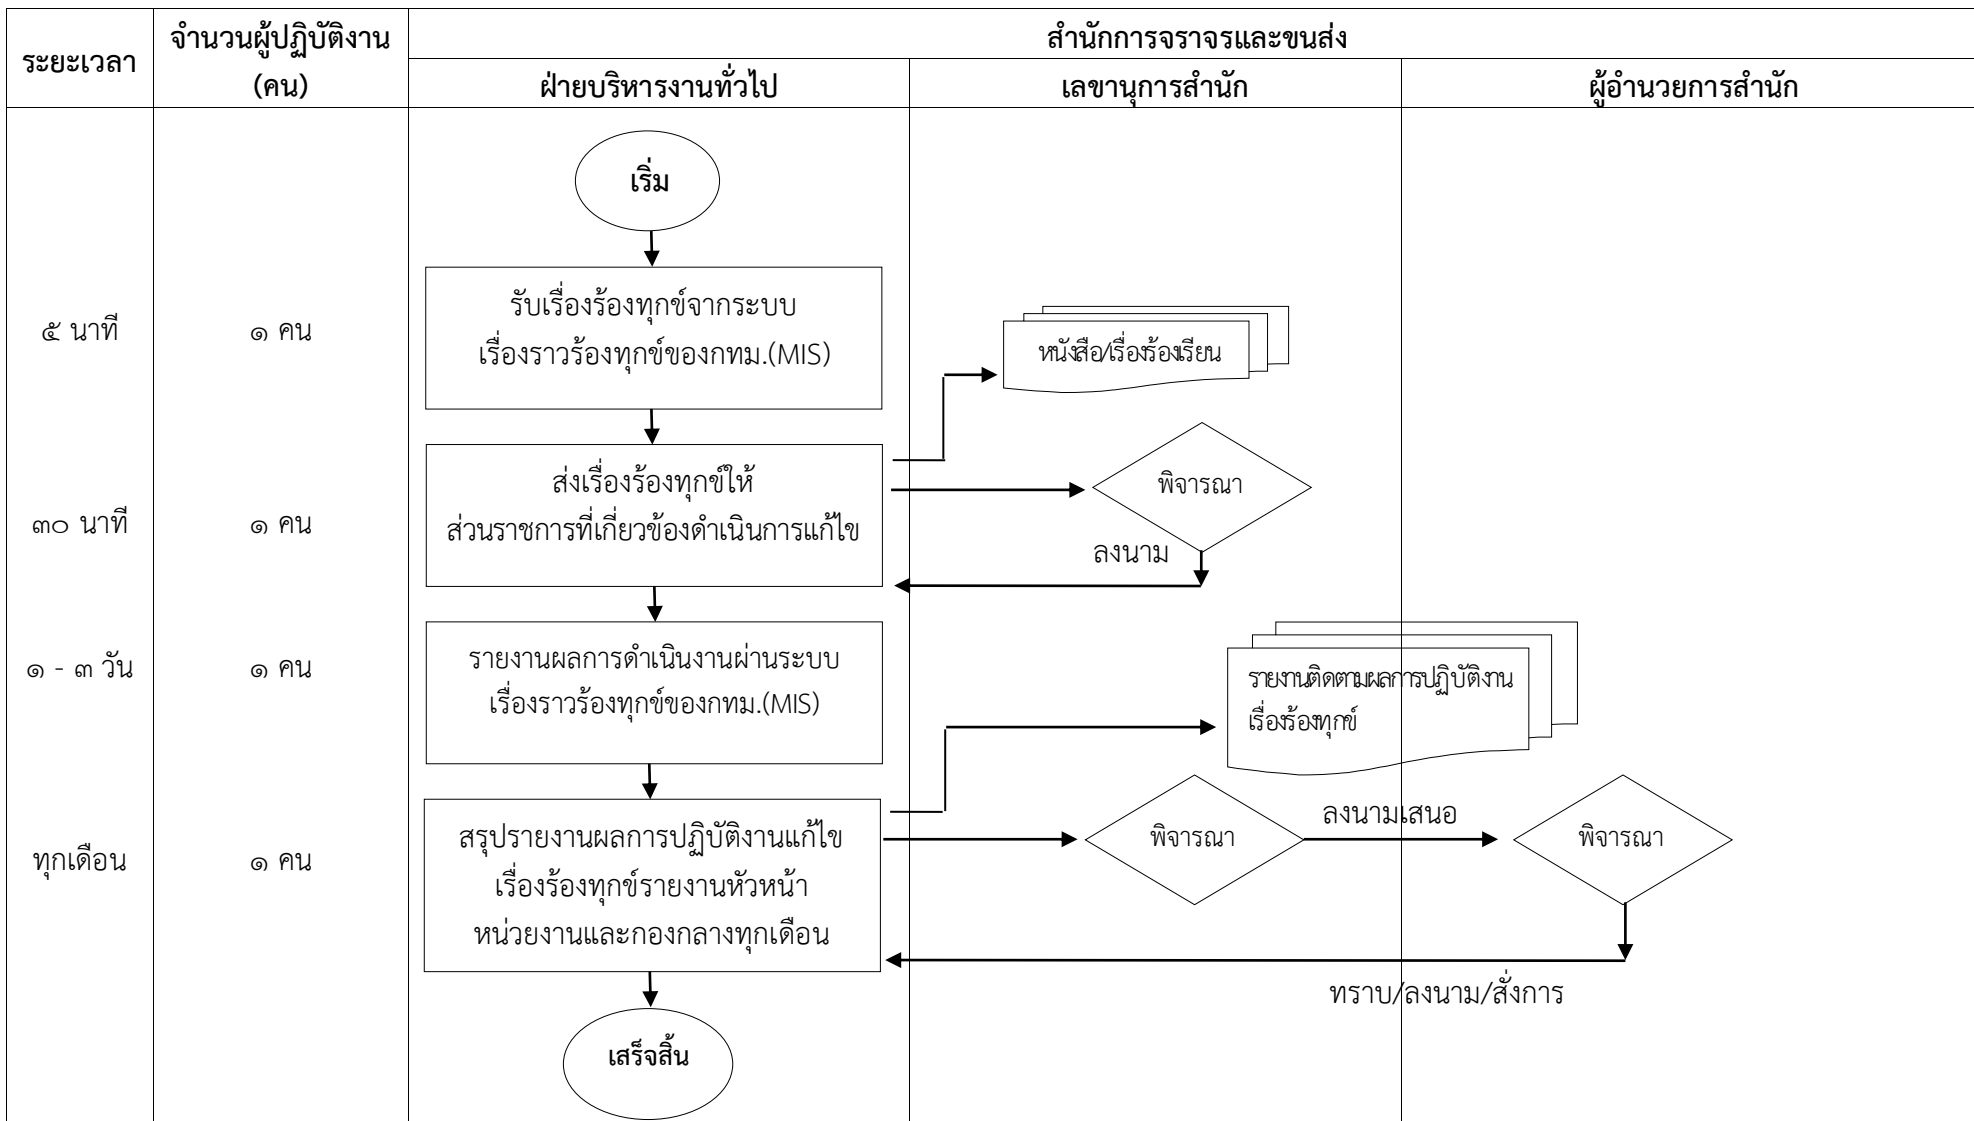 ระยะเวลา
จำนวนผู้ปฏิบัติงาน
(คน)
สำนักการจราจรและขนส่ง
ฝ่ายบริหารงานทั่วไป
เลขานุการสำนัก
ผู้อำนวยการสำนัก
เริ่ม
๕ นาที
๑ คน
รับเรื่องร้องทุกข์จากระบบ
เรื่องราวร้องทุกข์ของกทม.(MIS)
หนังสือ/เรื่องร้องเรียน
๓๐ นาที
๑ คน
ส่งเรื่องร้องทุกข์ให้
ส่วนราชการที่เกี่ยวข้องดำเนินการแก้ไข
พิจารณา
ลงนาม
๑ - ๓ วัน
๑ คน
รายงานผลการดำเนินงานผ่านระบบ
เรื่องราวร้องทุกข์ของกทม.(MIS)
รายงานติดตามผลการปฏิบัติงาน
เรื่องร้องทุกข์
ทุกเดือน
๑ คน
สรุปรายงานผลการปฏิบัติงานแก้ไข
เรื่องร้องทุกข์รายงานหัวหน้า
หน่วยงานและกองกลางทุกเดือน
พิจารณา
ลงนามเสนอ
พิจารณา
ทราบ/ลงนาม/สั่งการ
เสร็จสิ้น